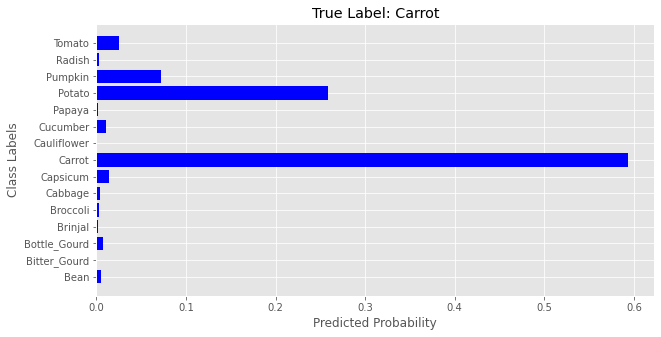 True Label: Carrot
Class Labels
Tomato
Radish
Pumpkin
Potato
Papaya
Cucumber
Cauliflower
Carrot
Capsicum
Cabbage
Broccoli
Brinjal
Bottle_Gourd
Bitter_Gourd
Bean
0.0 0.1 0.2 0.3 0.4 0.5 0.6
Predicted Probability